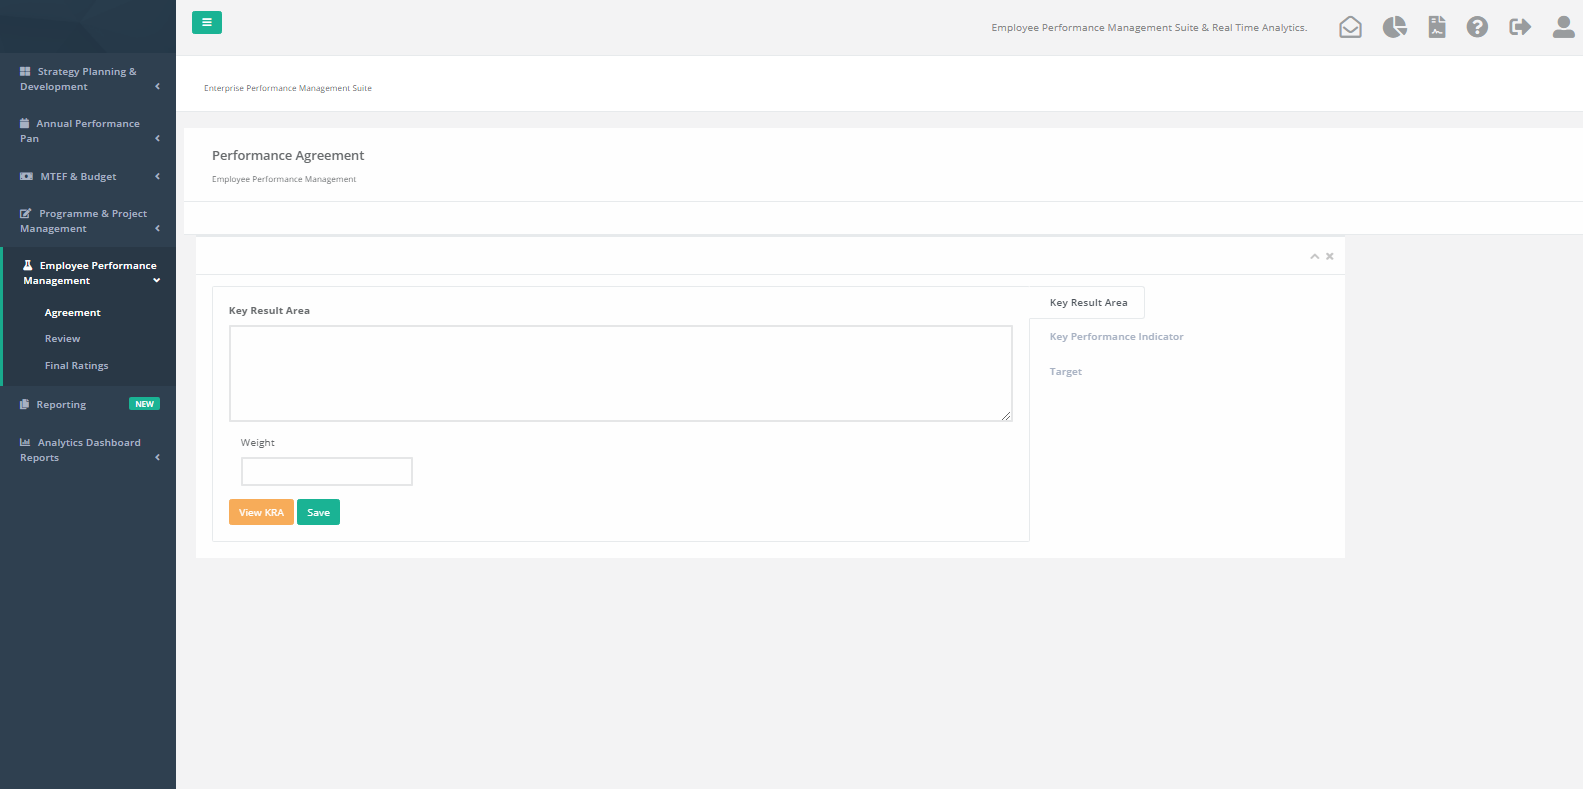 Employee Performance Management Suite & Real Time Analytics.
Strategy Planning &
Development
Annual Performance
Pan
MTEF & Budget
Programme & Project
Management
Employee Performance
Management
Agreement
Review
Final Ratings
Reporting
NEW
Analytics Dashboard
Reports
Enterprise Performance Management Suite
Performance Agreement
Employee Performance Management
Key Result Area
Weight
View KRA
Save
Key Result Area
Key Performance Indicator
Target